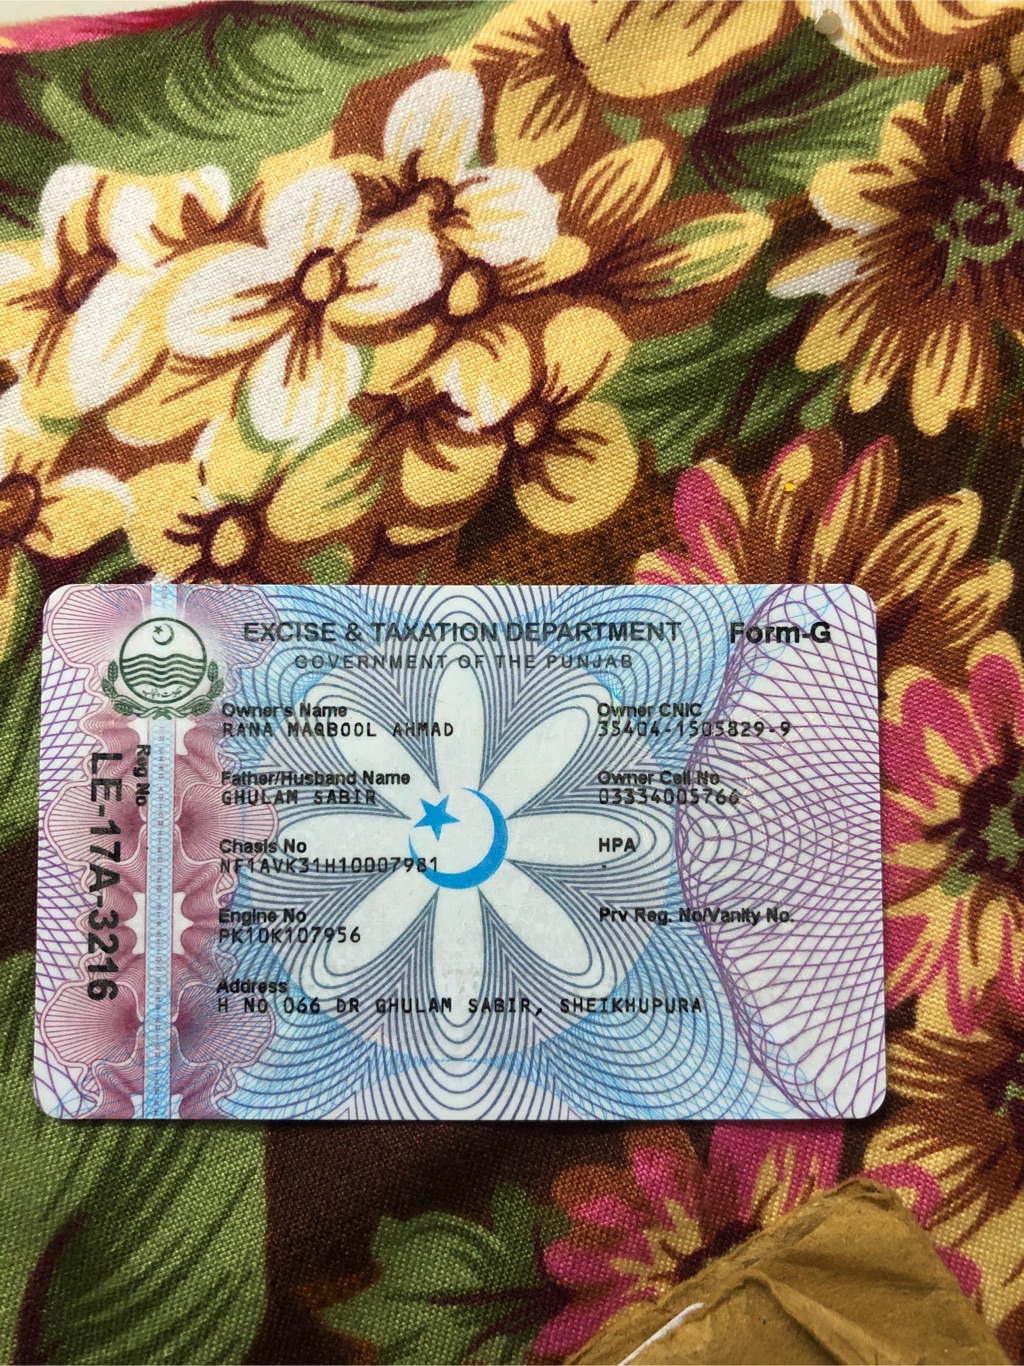 EXCISE & TAXATION DEPARTMENT Form-G
GOVERNMENT OF THE PUNJAB
Owner's Name
RANA MAQBOOL AHMAD
Owner CNIC
35404-1505829-9
Father/Husband Name
GHULAM SABIR
Owner Cell No
03334005766
Chasis No
NF1AVK31H10007981
HPA
-
Engine No
PK10K107956
Prv Reg. No/Vanity No.
Address
H NO 066 DR GHULAM SABIR, SHEIKHUPURA
Reg No
LE-17A-3216